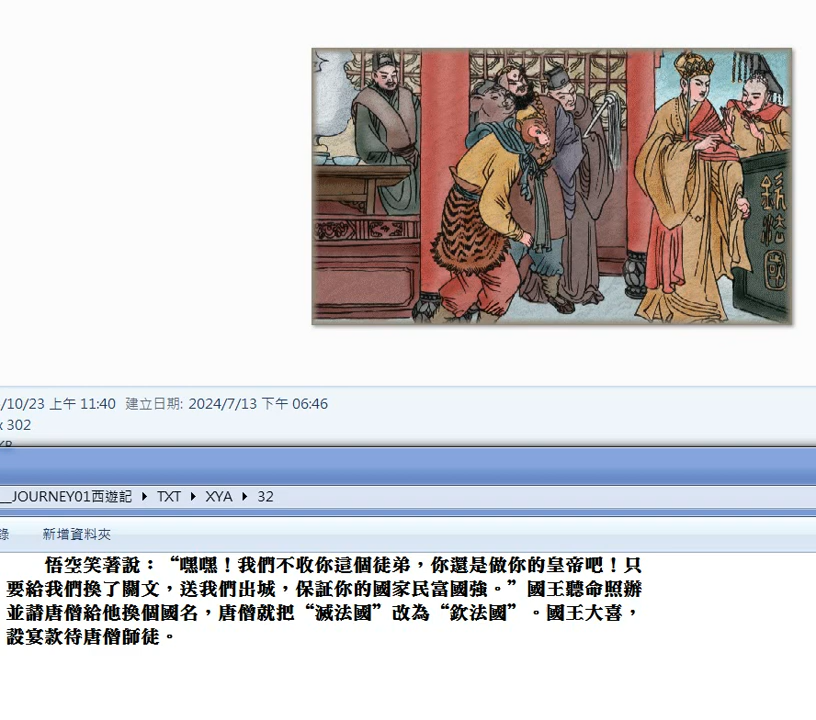 欽法國
/10/23 上午 11:40 建立日期: 2024/7/13 下午 06:46
x 302
KB
__JOURNEY01西遊記 ▶ TXT ▶ XYA ▶ 32
錄 新增資料夾
悟空笑著說：“嘿嘿！我們不收你這個徒弟，你還是做你的皇帝吧！只
要給我們換了關文，送我們出城，保証你的國家民富國強。”國王聽命照辦
並請唐僧給他換個國名，唐僧就把“滅法國”改為“欽法國”。國王大喜，
設宴款待唐僧師徒。